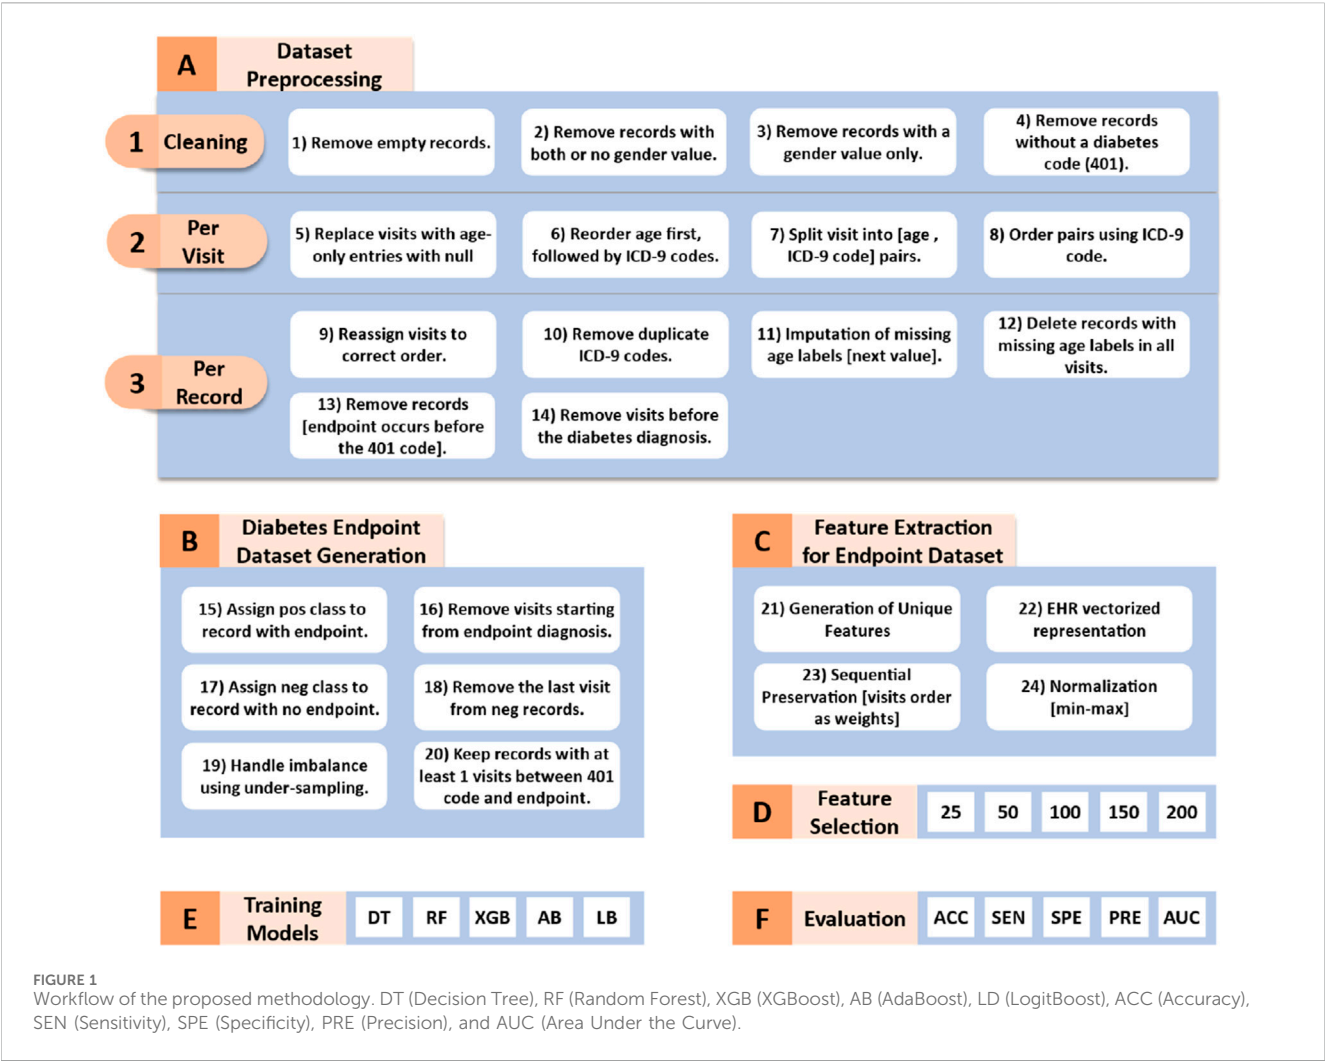 A
Dataset
Preprocessing
1
Cleaning
1) Remove empty records.
2) Remove records with
both or no gender value.
3) Remove records with a
gender value only.
4) Remove records
without a diabetes
code (401).
2
Per
Visit
5) Replace visits with age-
only entries with null
6) Reorder age first,
followed by ICD-9 codes.
7) Split visit into [age ,
ICD-9 code] pairs.
8) Order pairs using ICD-9
code.
3
Per
Record
9) Reassign visits to
correct order.
10) Remove duplicate
ICD-9 codes.
11) Imputation of missing
age labels [next value].
12) Delete records with
missing age labels in all
visits.
13) Remove records
[endpoint occurs before
the 401 code].
14) Remove visits before
the diabetes diagnosis.
B
Diabetes Endpoint
Dataset Generation
15) Assign pos class to
record with endpoint.
16) Remove visits starting
from endpoint diagnosis.
17) Assign neg class to
record with no endpoint.
18) Remove the last visit
from neg records.
19) Handle imbalance
using under-sampling.
20) Keep records with at
least 1 visits between 401
code and endpoint.
C
Feature Extraction
for Endpoint Dataset
21) Generation of Unique
Features
22) EHR vectorized
representation
23) Sequential
Preservation [visits order
as weights]
24) Normalization
[min-max]
D
Feature
Selection
25 50 100 150 200
E
Training
Models
DT RF XGB AB LB
F
Evaluation
ACC SEN SPE PRE AUC
FIGURE 1
Workflow of the proposed methodology. DT (Decision Tree), RF (Random Forest), XGB (XGBoost), AB (AdaBoost), LD (LogitBoost), ACC (Accuracy),
SEN (Sensitivity), SPE (Specificity), PRE (Precision), and AUC (Area Under the Curve).